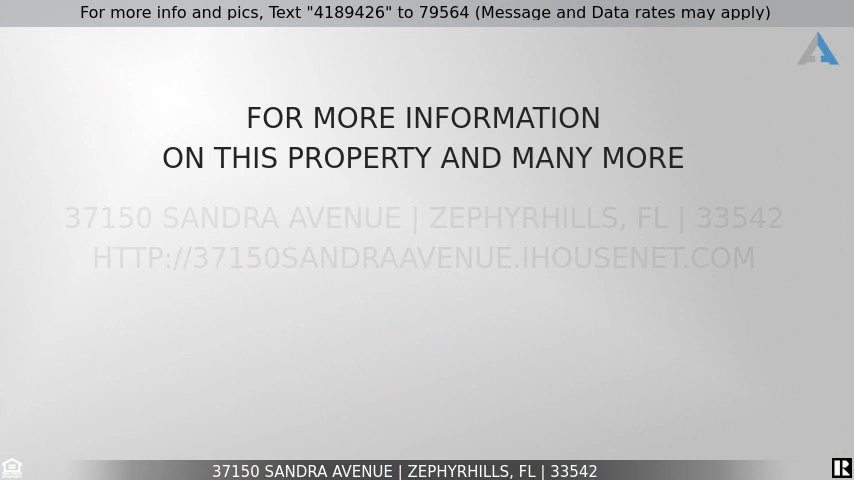 For more info and pics, Text "4189426" to 79564 (Message and Data rates may apply)
FOR MORE INFORMATION
ON THIS PROPERTY AND MANY MORE
37150 SANDRA AVENUE | ZEPHYRHILLS, FL | 33542
HTTP://37150SANDRAAVENUE.IHOUSENET.COM
37150 SANDRA AVENUE | ZEPHYRHILLS, FL | 33542